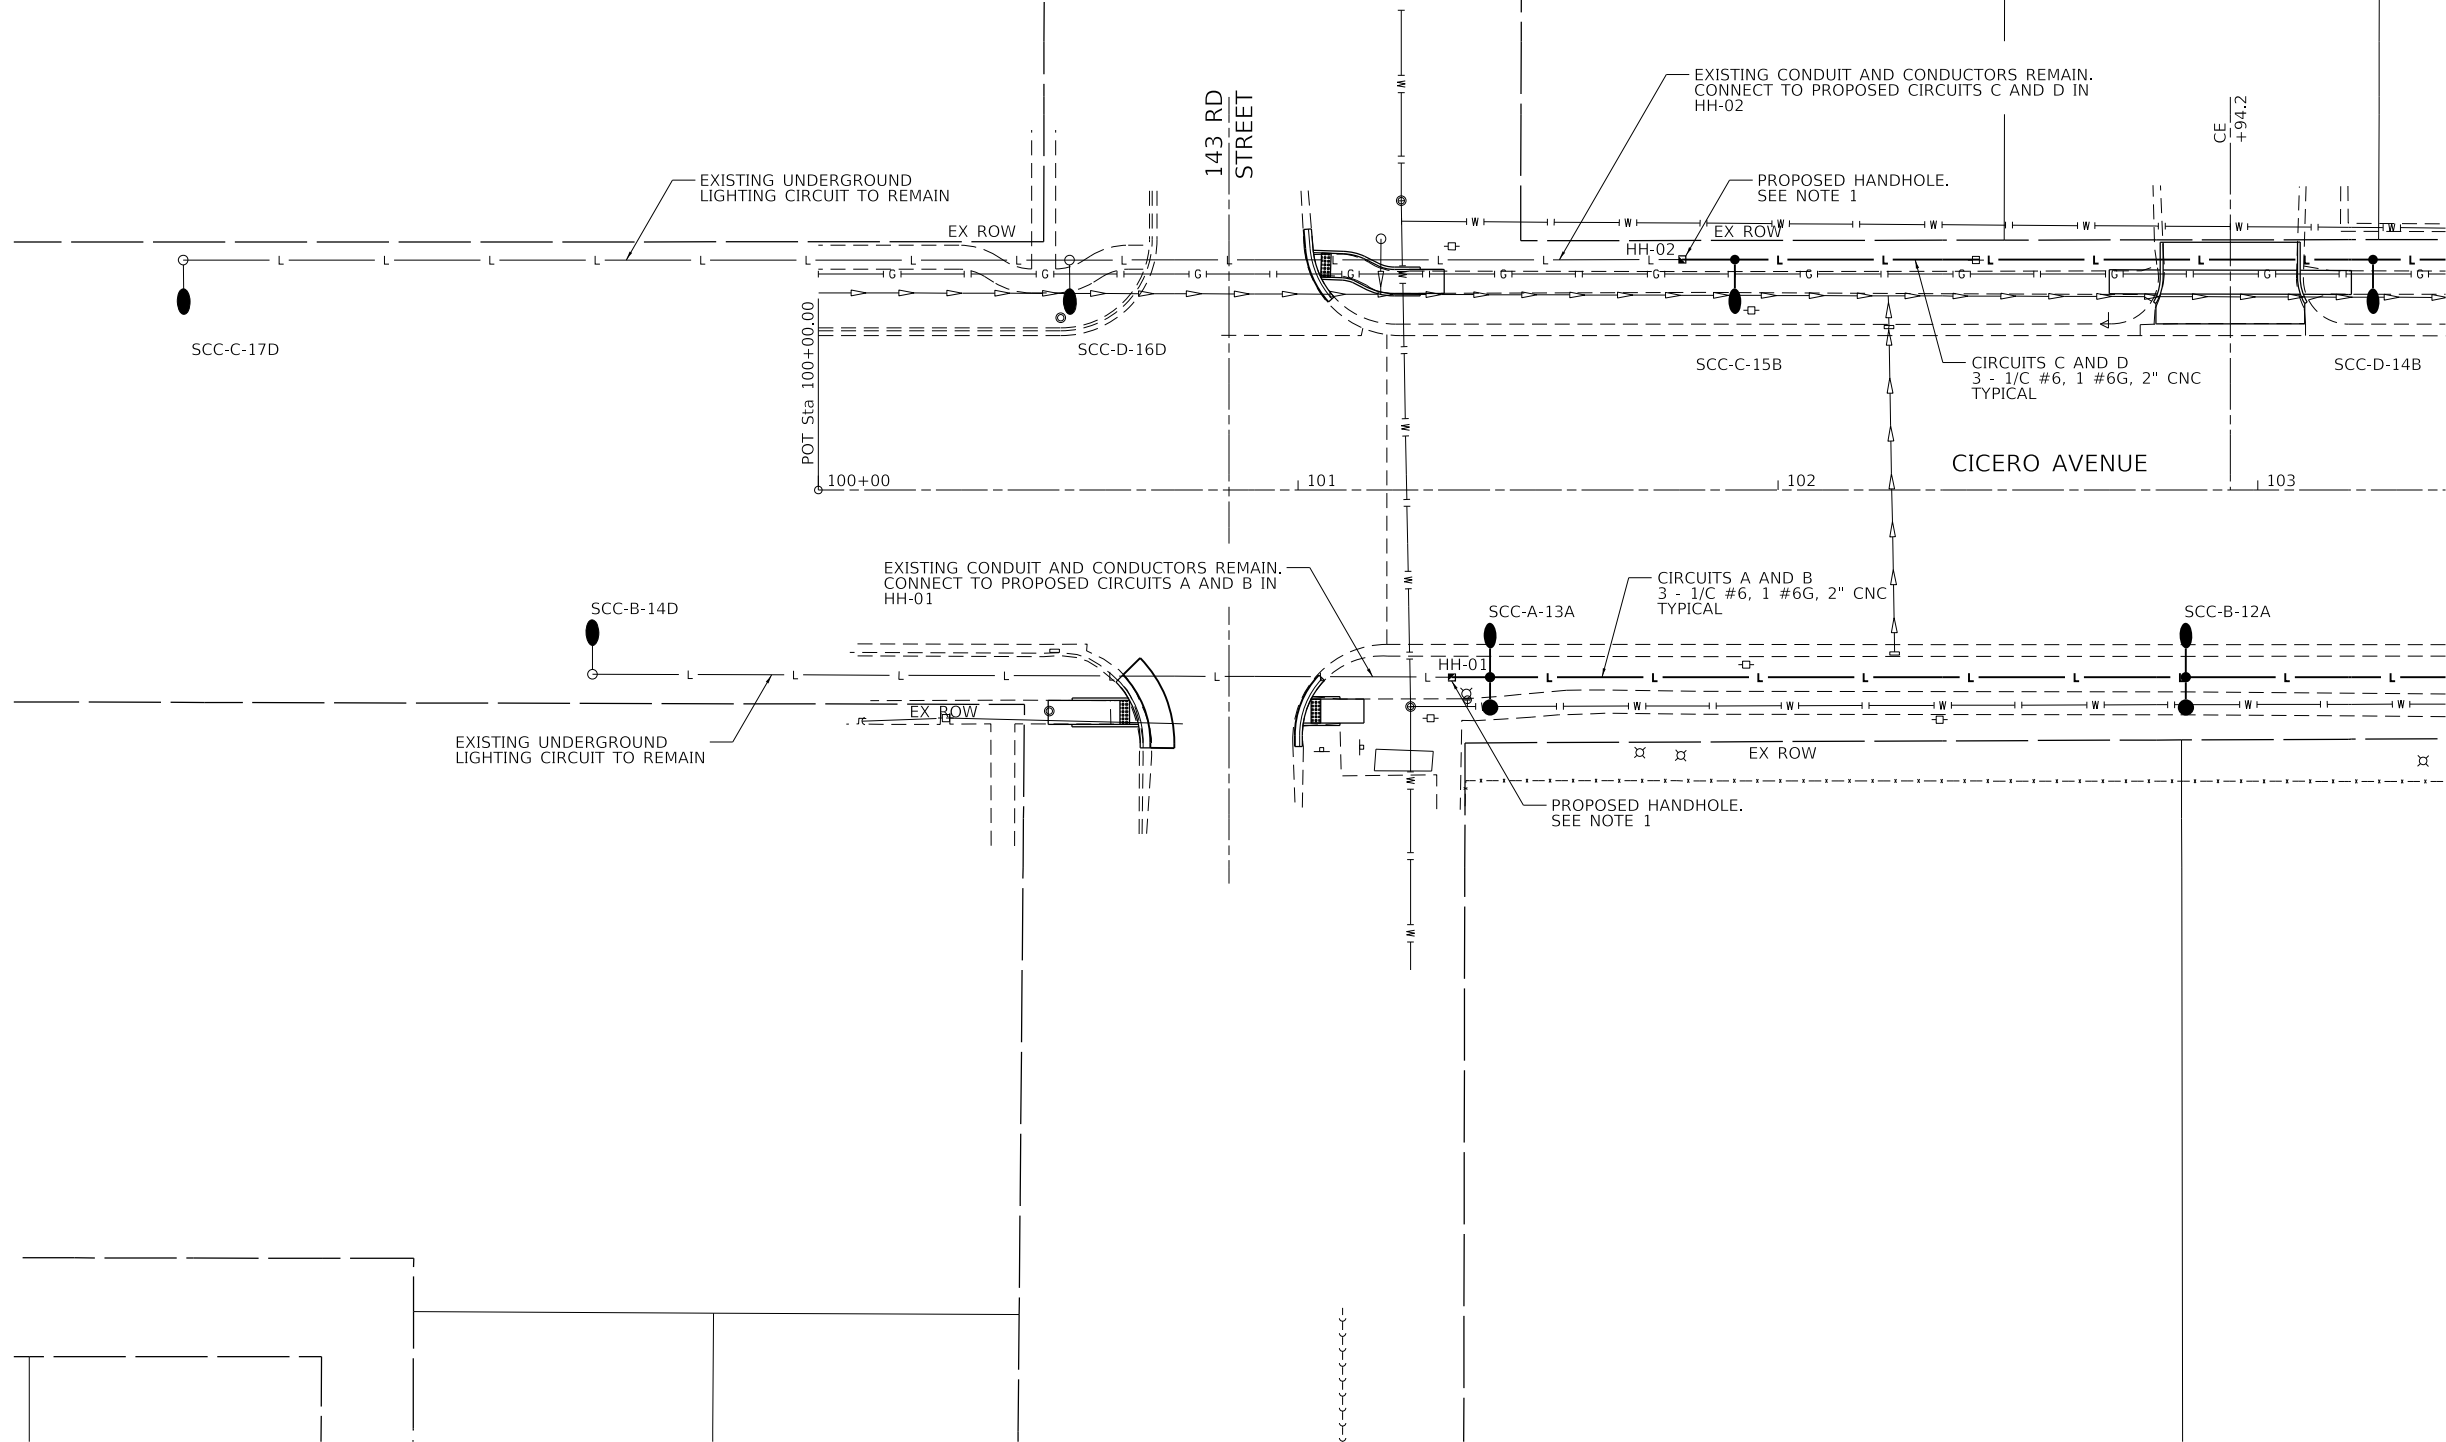 EXISTING CONDUIT AND CONDUCTORS REMAIN.
CONNECT TO PROPOSED CIRCUITS C AND D IN
HH-02
143 RD
STREET
CE
+94.2
EXISTING UNDERGROUND
LIGHTING CIRCUIT TO REMAIN
PROPOSED HANDHOLE.
SEE NOTE 1
EX ROW
EX ROW
HH-02
SCC-C-17D
SCC-D-16D
SCC-C-15B
CIRCUITS C AND D
3 - 1/C #6, 1 #6G, 2" CNC
TYPICAL
SCC-D-14B
POT Sta 100+00.00
CICERO AVENUE
100+00
101
102
103
EXISTING CONDUIT AND CONDUCTORS REMAIN.
CONNECT TO PROPOSED CIRCUITS A AND B IN
HH-01
CIRCUITS A AND B
3 - 1/C #6, 1 #6G, 2" CNC
TYPICAL
SCC-B-14D
SCC-A-13A
SCC-B-12A
HH-01
EX ROW
EXISTING UNDERGROUND
LIGHTING CIRCUIT TO REMAIN
EX ROW
PROPOSED HANDHOLE.
SEE NOTE 1